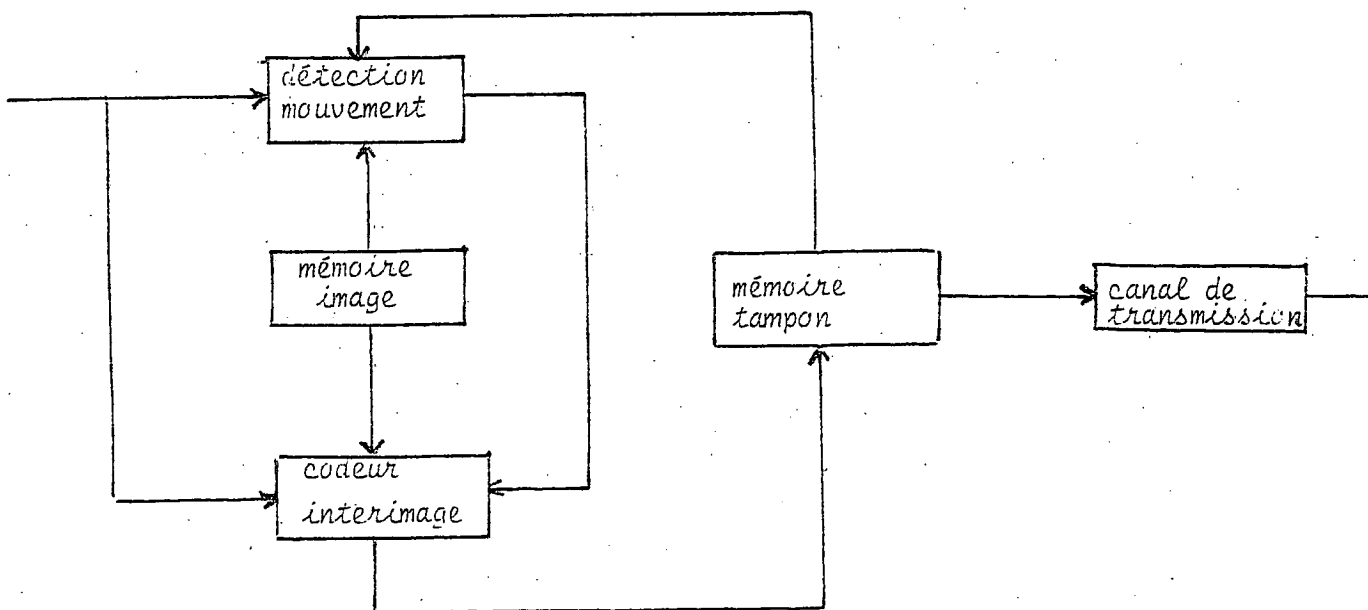 détection
mouvement
mémoire
image
mémoire
tampon
canal de
transmission
codeur
interimage